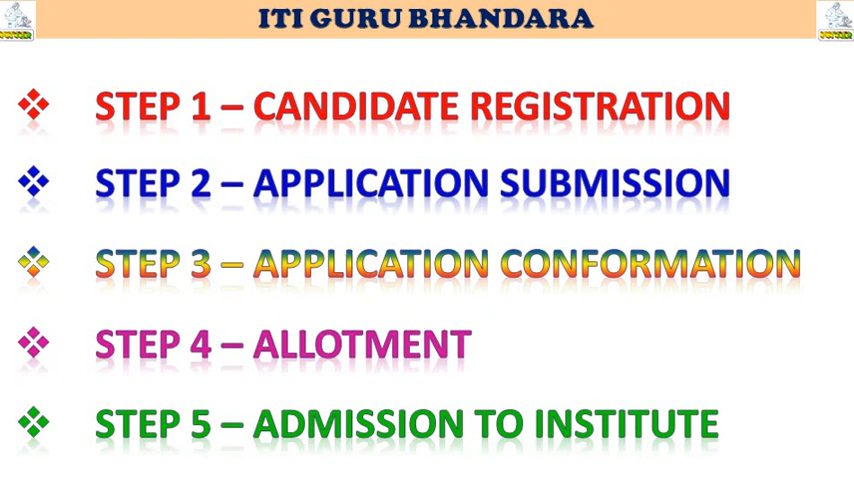 ITI GURU BHANDARA
STEP 1 – CANDIDATE REGISTRATION
STEP 2 – APPLICATION SUBMISSION
STEP 3 – APPLICATION CONFORMATION
STEP 4 – ALLOTMENT
STEP 5 – ADMISSION TO INSTITUTE